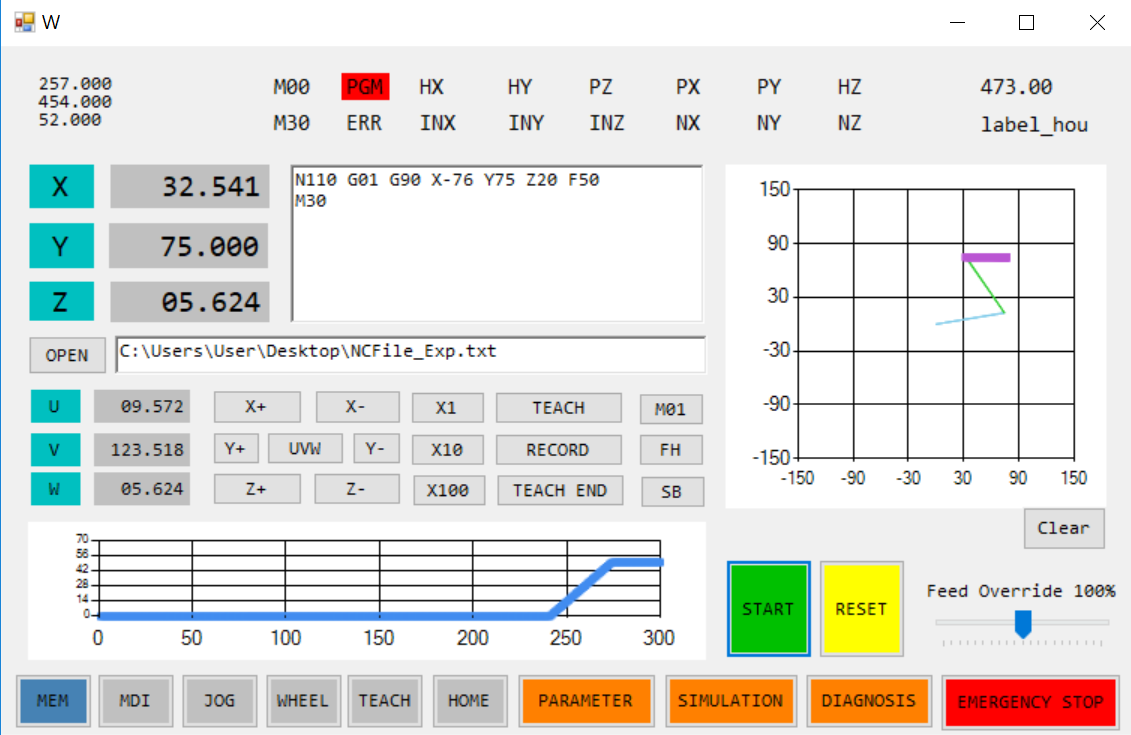 W
257.000
454.000
52.000
M00 PGM HX HY PZ PX PY HZ 473.00
M30 ERR INX INY INZ NX NY NZ label_hou
X 32.541
Y 75.000
Z 05.624
N110 G01 G90 X-76 Y75 Z20 F50
M30
150
90
30
-30
-90
-150
-150 -90 -30 30 90 150
OPEN C:\Users\User\Desktop\NCFile_Exp.txt
U 09.572 X+ X- X1 TEACH M01
V 123.518 Y+ UVW Y- X10 RECORD FH
W 05.624 Z+ Z- X100 TEACH END SB
Clear
70
56
42
28
14
0
0 50 100 150 200 250 300
START RESET
Feed Override 100%
MEM MDI JOG WHEEL TEACH HOME PARAMETER SIMULATION DIAGNOSIS EMERGENCY STOP